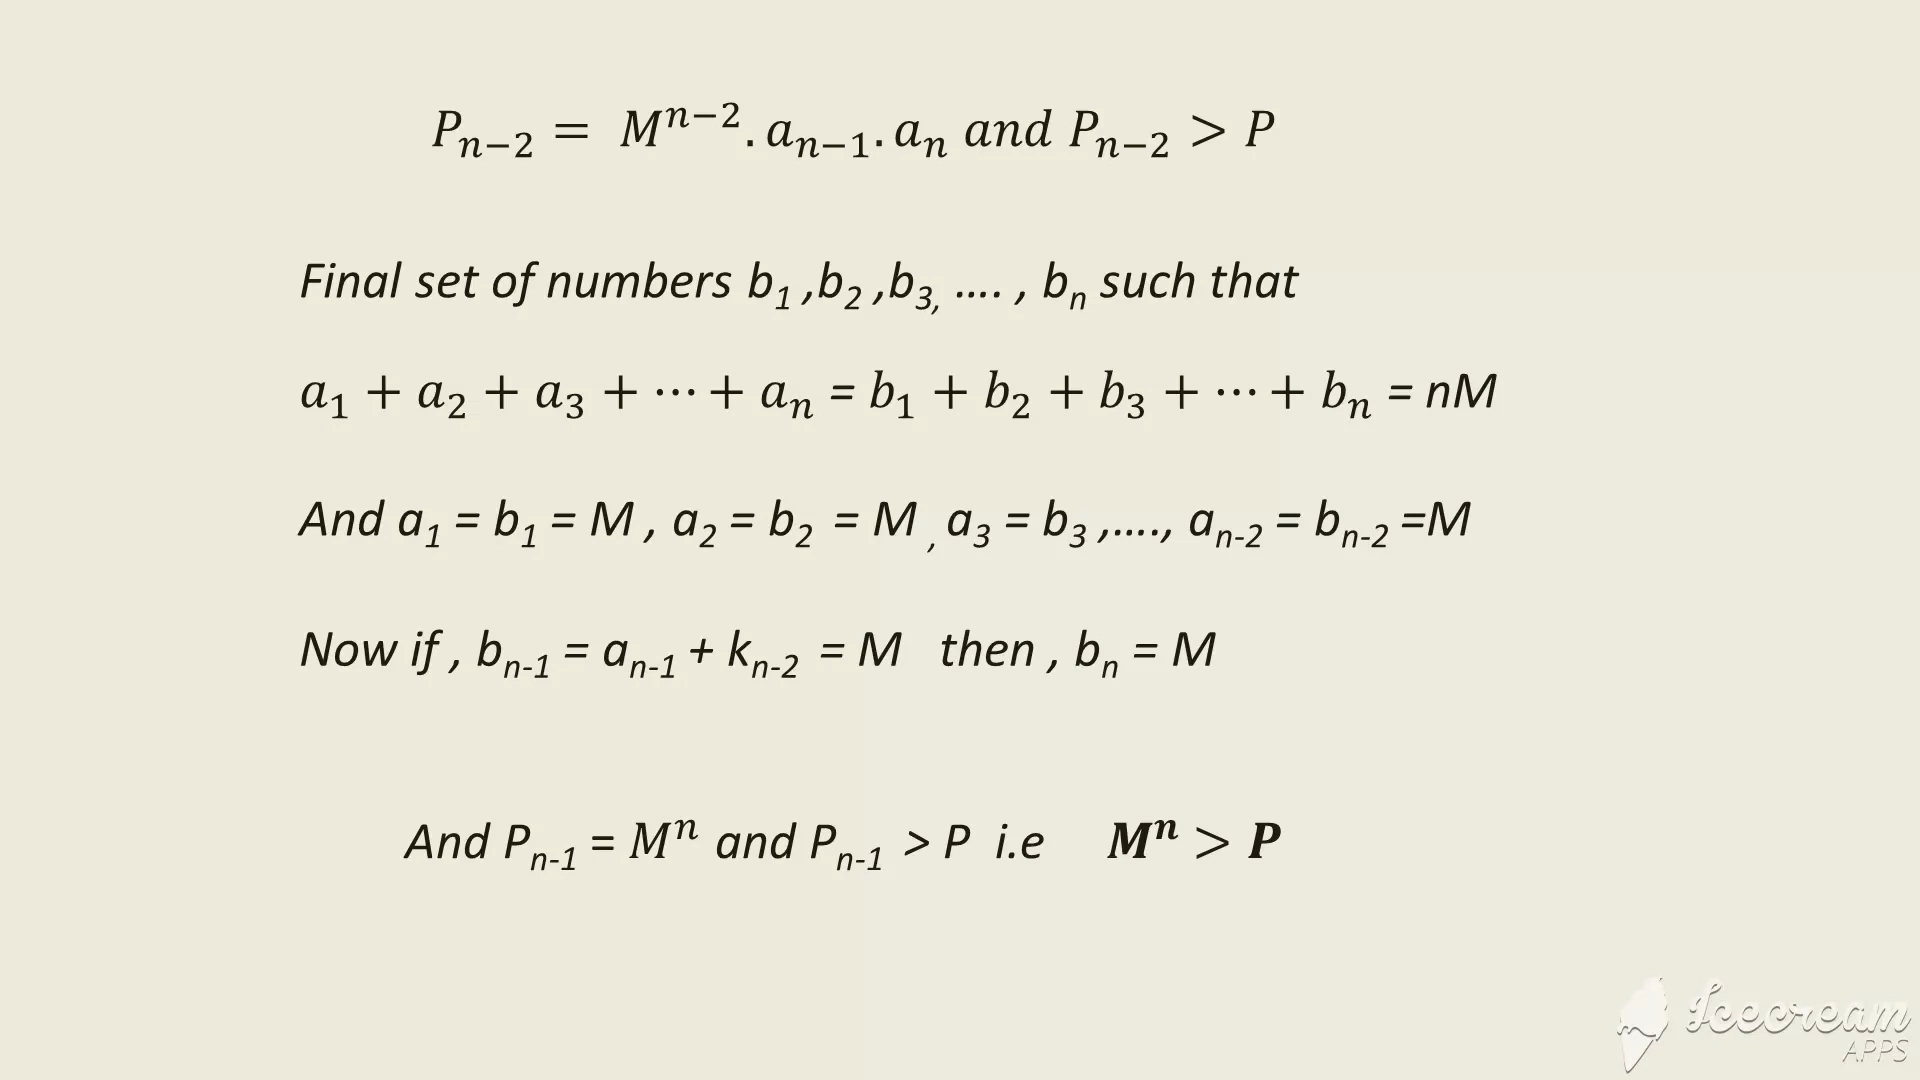 Pₙ₋₂ = Mⁿ⁻².aₙ₋₁.aₙ and Pₙ₋₂ > P
Final set of numbers b₁ ,b₂ ,b₃, .... , bₙ such that
a₁ + a₂ + a₃ + ⋯ + aₙ = b₁ + b₂ + b₃ + ⋯ + bₙ = nM
And a₁ = b₁ = M , a₂ = b₂ = M , a₃ = b₃ ,...., aₙ₋₂ = bₙ₋₂ =M
Now if , bₙ₋₁ = aₙ₋₁ + kₙ₋₂ = M then , bₙ = M
And Pₙ₋₁ = Mⁿ and Pₙ₋₁ > P i.e Mⁿ > P
Icecream
APPS